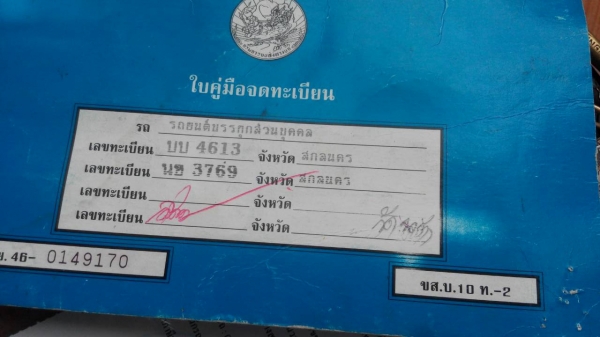 ใบคู่มือจดทะเบียน
รถ รถยนต์บรรทุกส่วนบุคคล
เลขทะเบียน บบ 4613 จังหวัด สกลนคร
เลขทะเบียน นข 3769 จังหวัด สกลนคร
เลขทะเบียน จังหวัด
เลขทะเบียน จังหวัด
46- 0149170
ขส.บ.10 ท.-2